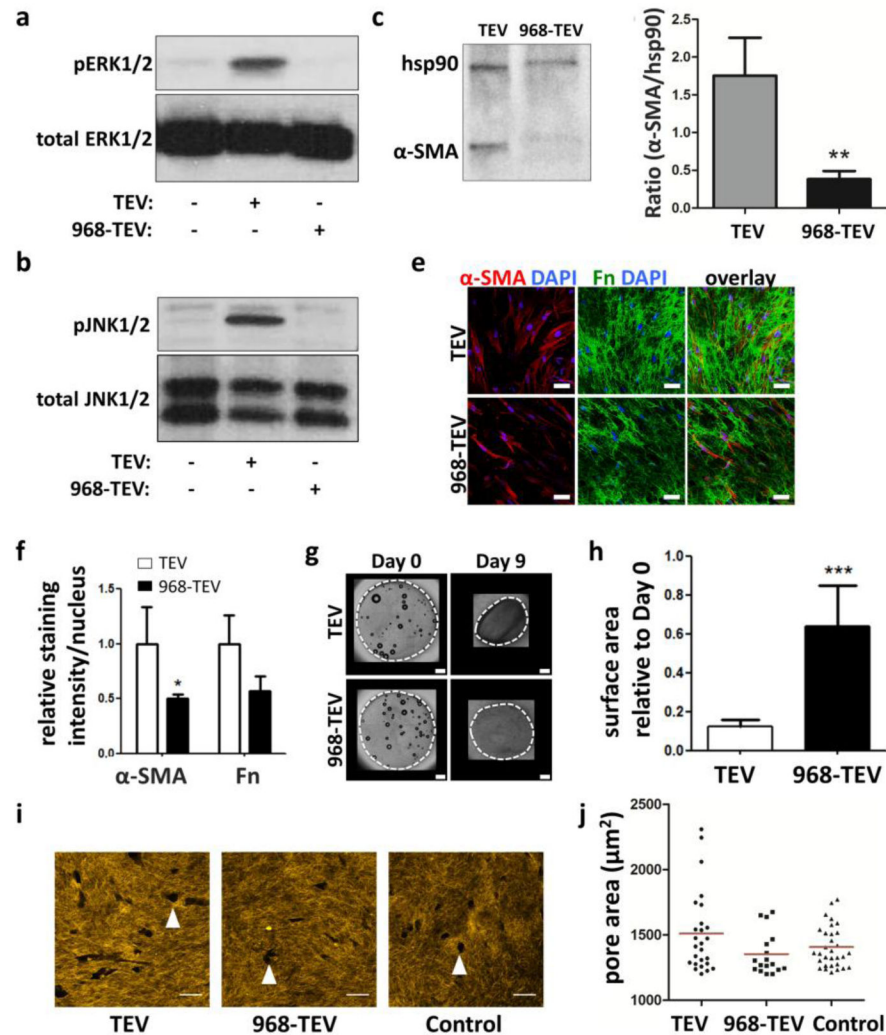 a
pERK1/2
total ERK1/2
TEV: - + -
968-TEV: - - +
b
pJNK1/2
total JNK1/2
TEV: - + -
968-TEV: - - +
c
TEV 968-TEV
hsp90
α-SMA
Ratio (α-SMA/hsp90)
2.5
2.0
1.5
1.0
0.5
0.0
**
TEV 968-TEV
e
α-SMA DAPI Fn DAPI overlay
TEV
968-TEV
f
TEV
968-TEV
relative staining
intensity/nucleus
1.5
1.0
0.5
0.0
*
α-SMA Fn
g
Day 0 Day 9
TEV
968-TEV
h
surface area
relative to Day 0
1.0
0.8
0.6
0.4
0.2
0.0
***
TEV 968-TEV
i
TEV 968-TEV Control
j
pore area (µm²)
2500
2000
1500
1000
TEV 968-TEV Control